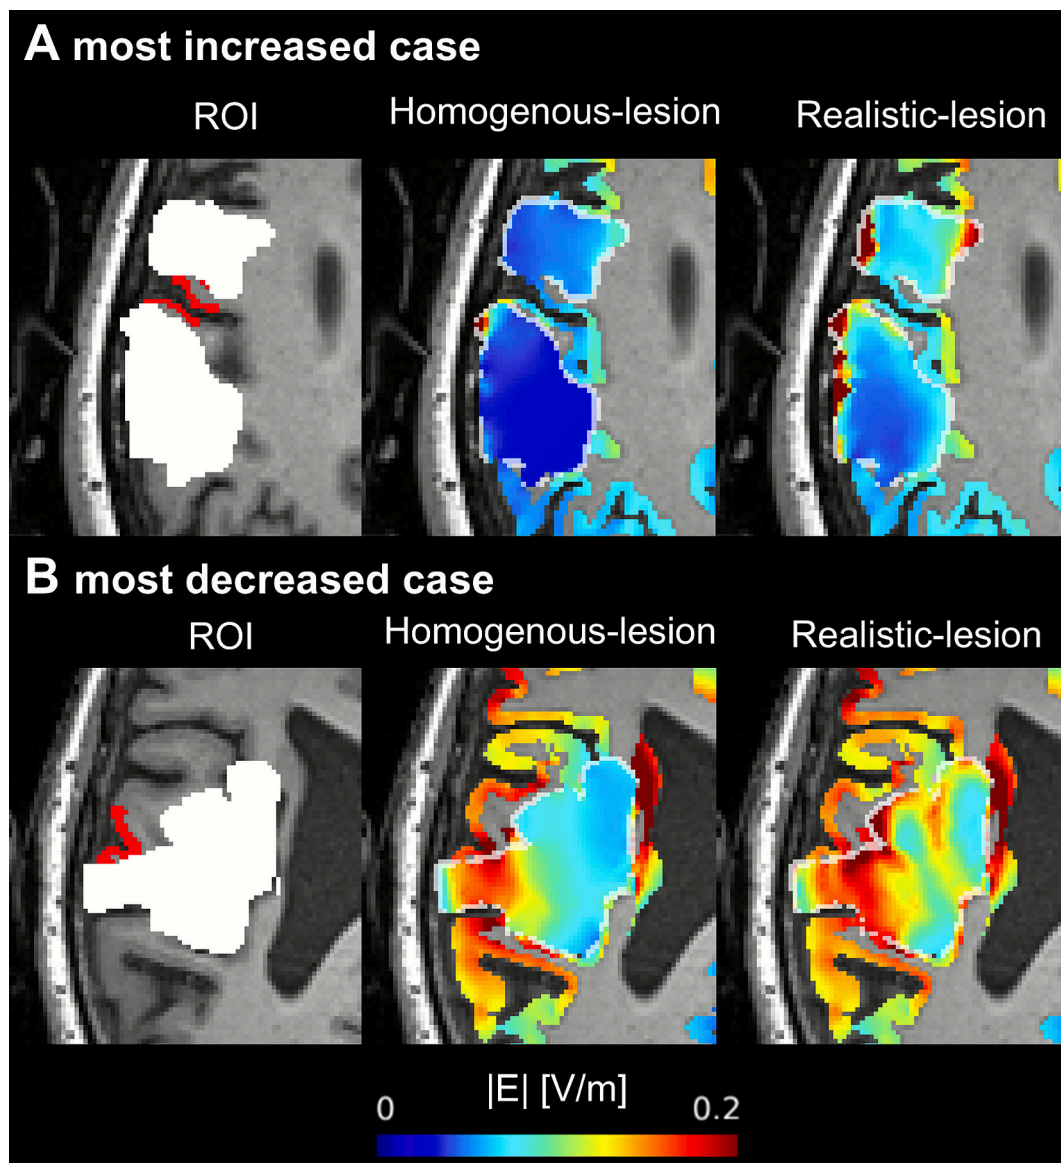 A most increased case
ROI
Homogenous-lesion
Realistic-lesion
B most decreased case
ROI
Homogenous-lesion
Realistic-lesion
|E| [V/m]
0
0.2